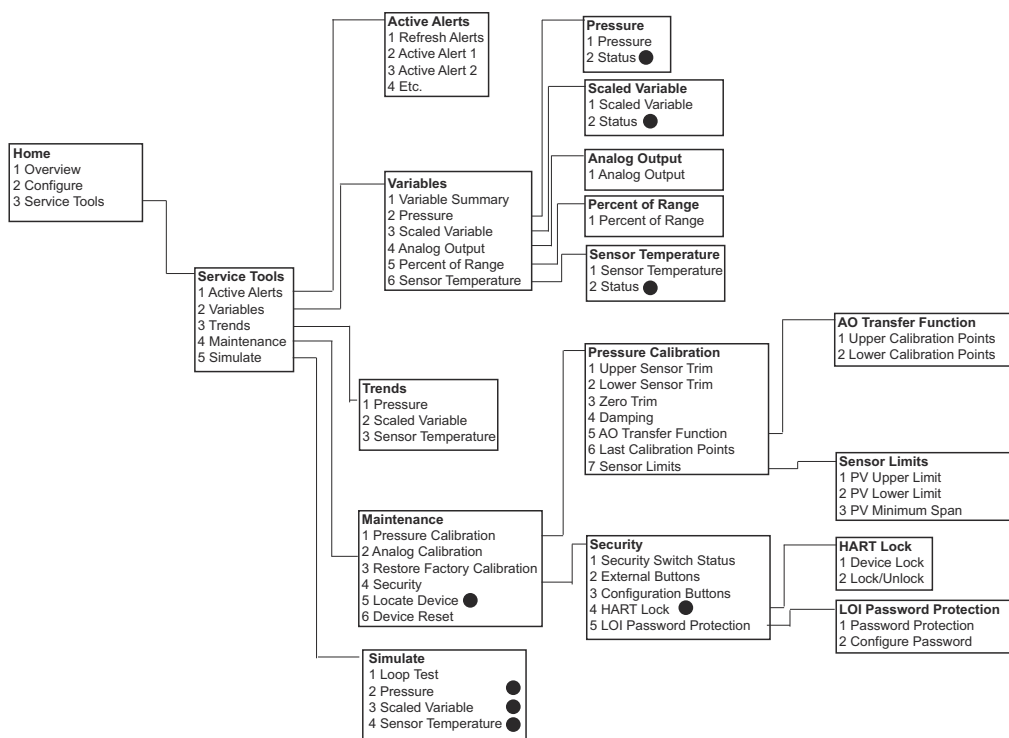 Home
1 Overview
2 Configure
3 Service Tools
Service Tools
1 Active Alerts
2 Variables
3 Trends
4 Maintenance
5 Simulate
Active Alerts
1 Refresh Alerts
2 Active Alert 1
3 Active Alert 2
4 Etc.
Variables
1 Variable Summary
2 Pressure
3 Scaled Variable
4 Analog Output
5 Percent of Range
6 Sensor Temperature
Pressure
1 Pressure
2 Status
Scaled Variable
1 Scaled Variable
2 Status
Analog Output
1 Analog Output
Percent of Range
1 Percent of Range
Sensor Temperature
1 Sensor Temperature
2 Status
Trends
1 Pressure
2 Scaled Variable
3 Sensor Temperature
Maintenance
1 Pressure Calibration
2 Analog Calibration
3 Restore Factory Calibration
4 Security
5 Locate Device
6 Device Reset
Pressure Calibration
1 Upper Sensor Trim
2 Lower Sensor Trim
3 Zero Trim
4 Damping
5 AO Transfer Function
6 Last Calibration Points
7 Sensor Limits
AO Transfer Function
1 Upper Calibration Points
2 Lower Calibration Points
Sensor Limits
1 PV Upper Limit
2 PV Lower Limit
3 PV Minimum Span
Security
1 Security Switch Status
2 External Buttons
3 Configuration Buttons
4 HART Lock
5 LOI Password Protection
HART Lock
1 Device Lock
2 Lock/Unlock
LOI Password Protection
1 Password Protection
2 Configure Password
Simulate
1 Loop Test
2 Pressure
3 Scaled Variable
4 Sensor Temperature